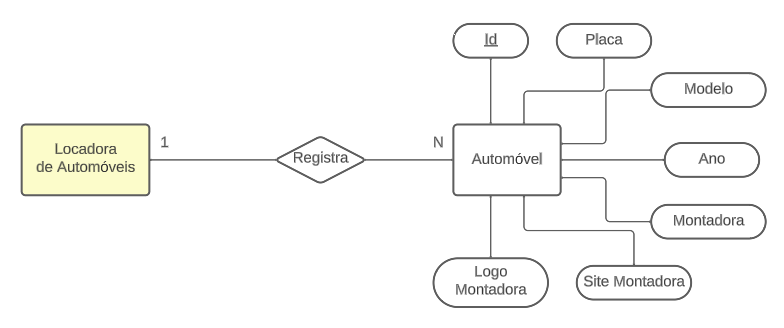 Id
Placa
Modelo
Locadora
de Automóveis
1
Registra
N
Automóvel
Ano
Montadora
Logo
Montadora
Site Montadora